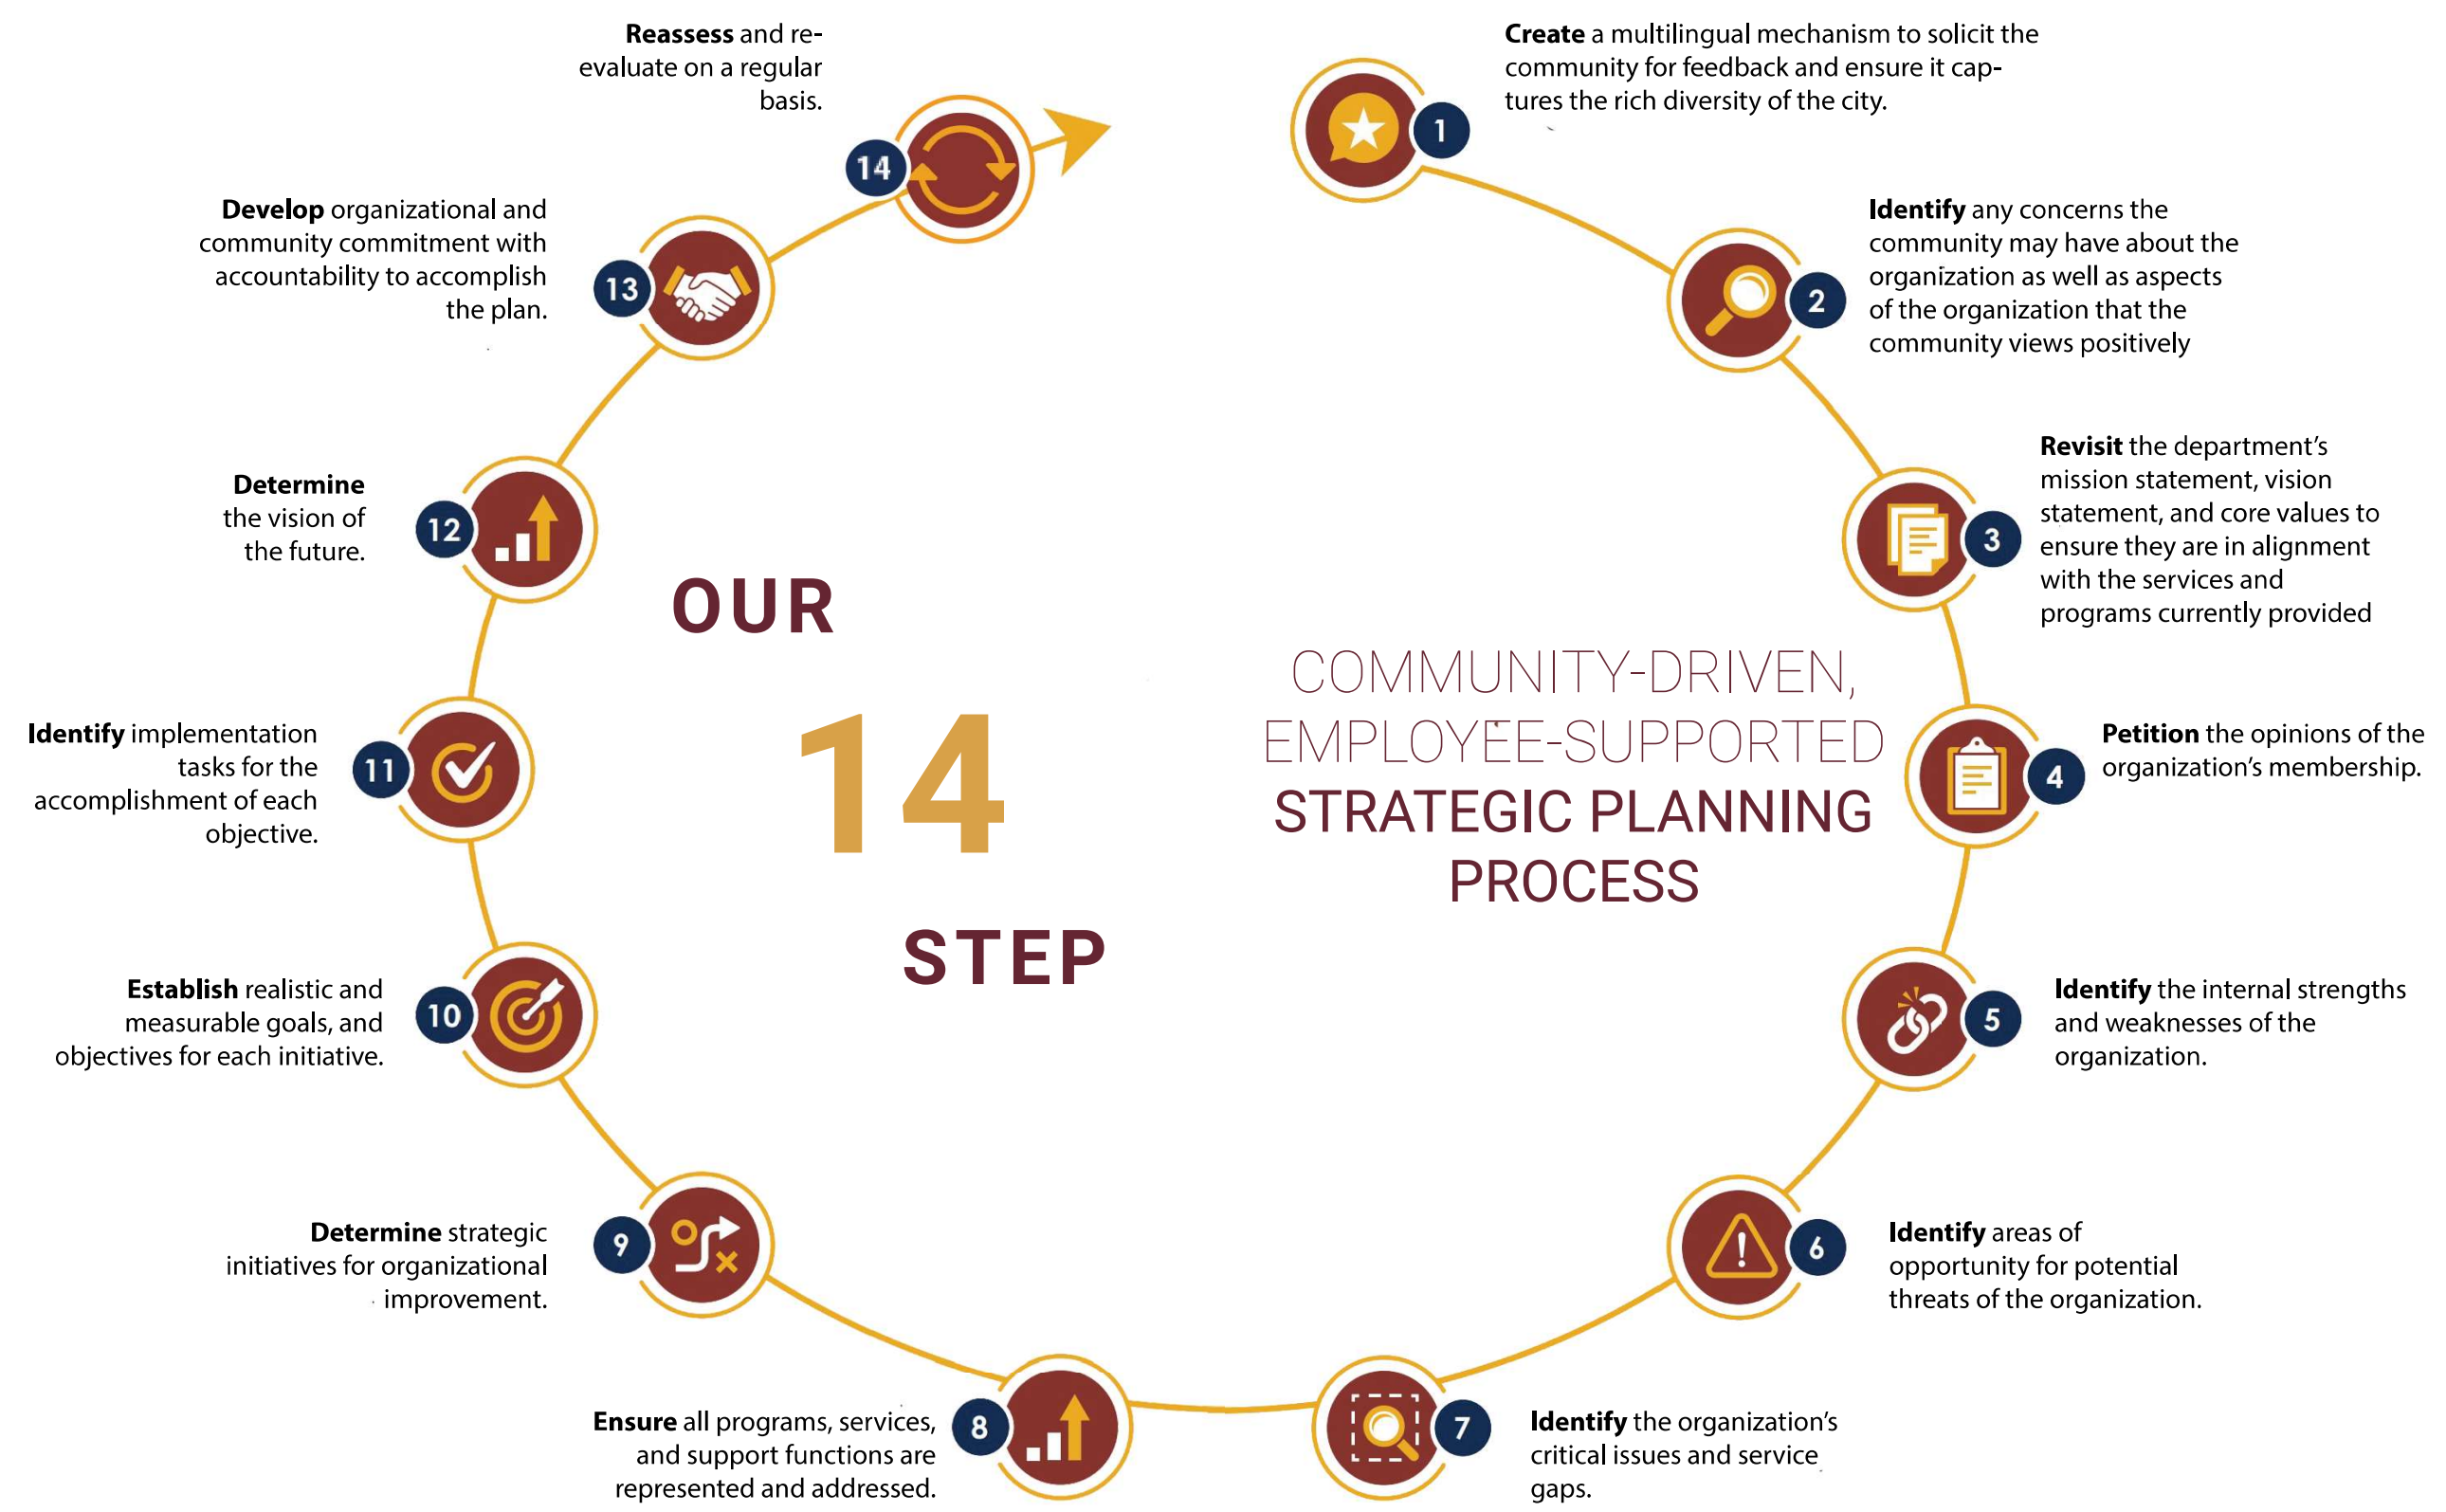 OUR
14
STEP
COMMUNITY-DRIVEN,
EMPLOYEE-SUPPORTED
STRATEGIC PLANNING
PROCESS
1
Create a multilingual mechanism to solicit the
community for feedback and ensure it cap-
tures the rich diversity of the city.
2
Identify any concerns the
community may have about the
organization as well as aspects
of the organization that the
community views positively
3
Revisit the department's
mission statement, vision
statement, and core values to
ensure they are in alignment
with the services and
programs currently provided
4
Petition the opinions of the
organization's membership.
5
Identify the internal strengths
and weaknesses of the
organization.
6
Identify areas of
opportunity for potential
threats of the organization.
7
Identify the organization's
critical issues and service
gaps.
8
Ensure all programs, services,
and support functions are
represented and addressed.
9
Determine strategic
initiatives for organizational
improvement.
10
Establish realistic and
measurable goals, and
objectives for each initiative.
11
Identify implementation
tasks for the
accomplishment of each
objective.
12
Determine
the vision of
the future.
13
Develop organizational and
community commitment with
accountability to accomplish
the plan.
14
Reassess and re-
evaluate on a regular
basis.